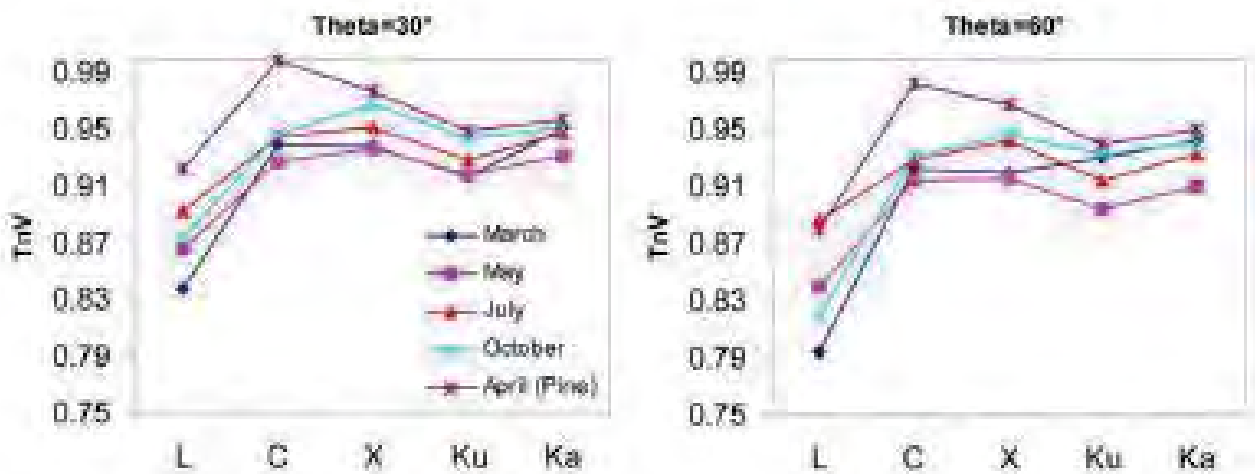 Theta=30°
TnV
0.99
0.95
0.91
0.87
0.83
0.79
0.75
L C X Ku Ka
March
May
July
October
April (Pine)
Theta=60°
TnV
0.99
0.95
0.91
0.87
0.83
0.79
0.75
L C X Ku Ka